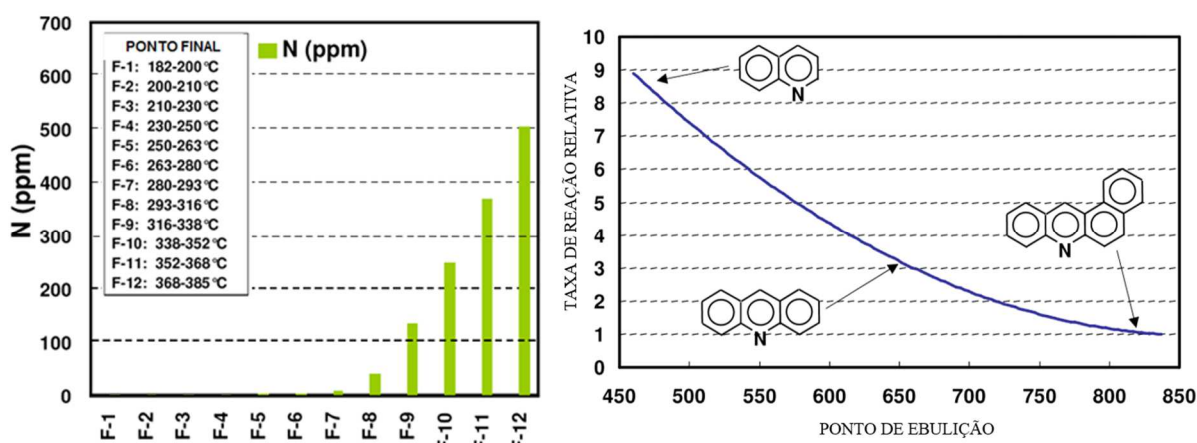 700
600
500
400
300
200
100
0
N (ppm)
PONTO FINAL
F-1: 182-200°C
F-2: 200-210°C
F-3: 210-230°C
F-4: 230-250°C
F-5: 250-263°C
F-6: 263-280°C
F-7: 280-293°C
F-8: 293-316°C
F-9: 316-338°C
F-10: 338-352°C
F-11: 352-368°C
F-12: 368-385°C
N (ppm)
F-1
F-2
F-3
F-4
F-5
F-6
F-7
F-8
F-9
F-10
F-11
F-12
TAXA DE REAÇÃO RELATIVA
10
9
8
7
6
5
4
3
2
1
0
N
N
N
450 500 550 600 650 700 750 800 850
PONTO DE EBULIÇÃO